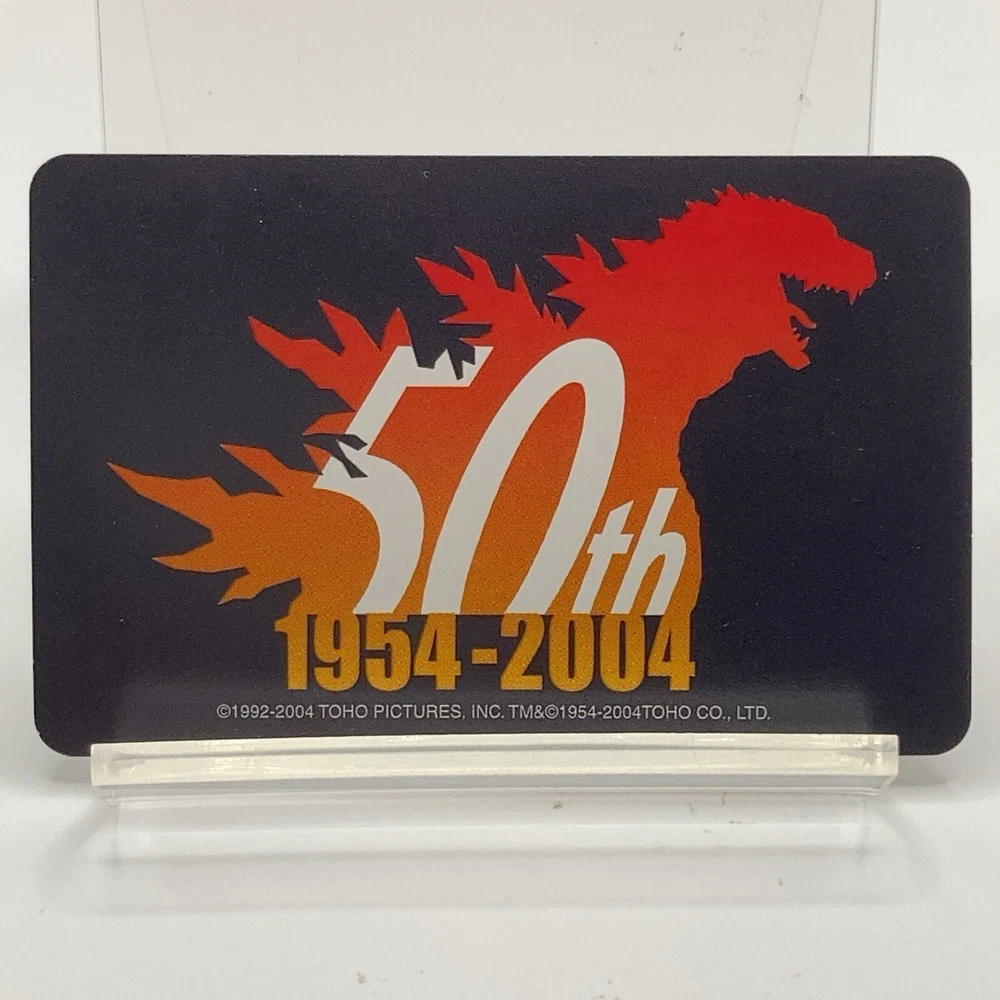 50th
1954-2004
©1992-2004 TOHO PICTURES, INC. TM&©1954-2004TOHO CO., LTD.